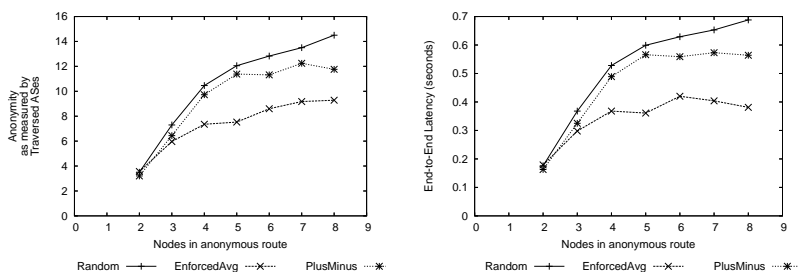 16
14
12
10
8
6
4
2
0
Anonymity
as measured by
Traversed ASes
0 1 2 3 4 5 6 7 8 9
Nodes in anonymous route
Random EnforcedAvg PlusMinus
0.7
0.6
0.5
0.4
0.3
0.2
0.1
0
End-to-End Latency (seconds)
0 1 2 3 4 5 6 7 8 9
Nodes in anonymous route
Random EnforcedAvg PlusMinus